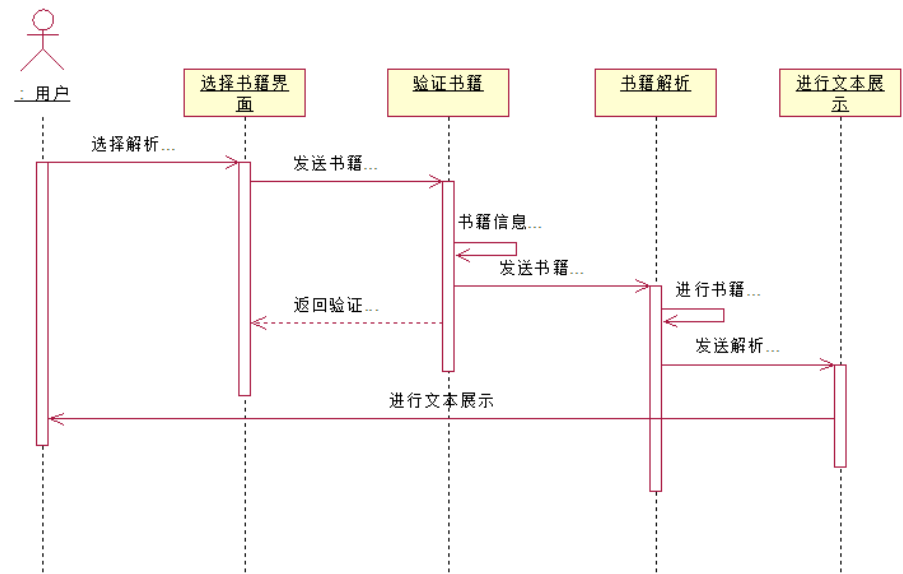 : 用户
选择书籍界
面
验证书籍
书籍解析
进行文本展
示
选择解析...
发送书籍...
书籍信息...
发送书籍...
进行书籍...
返回验证...
发送解析...
进行文本展示